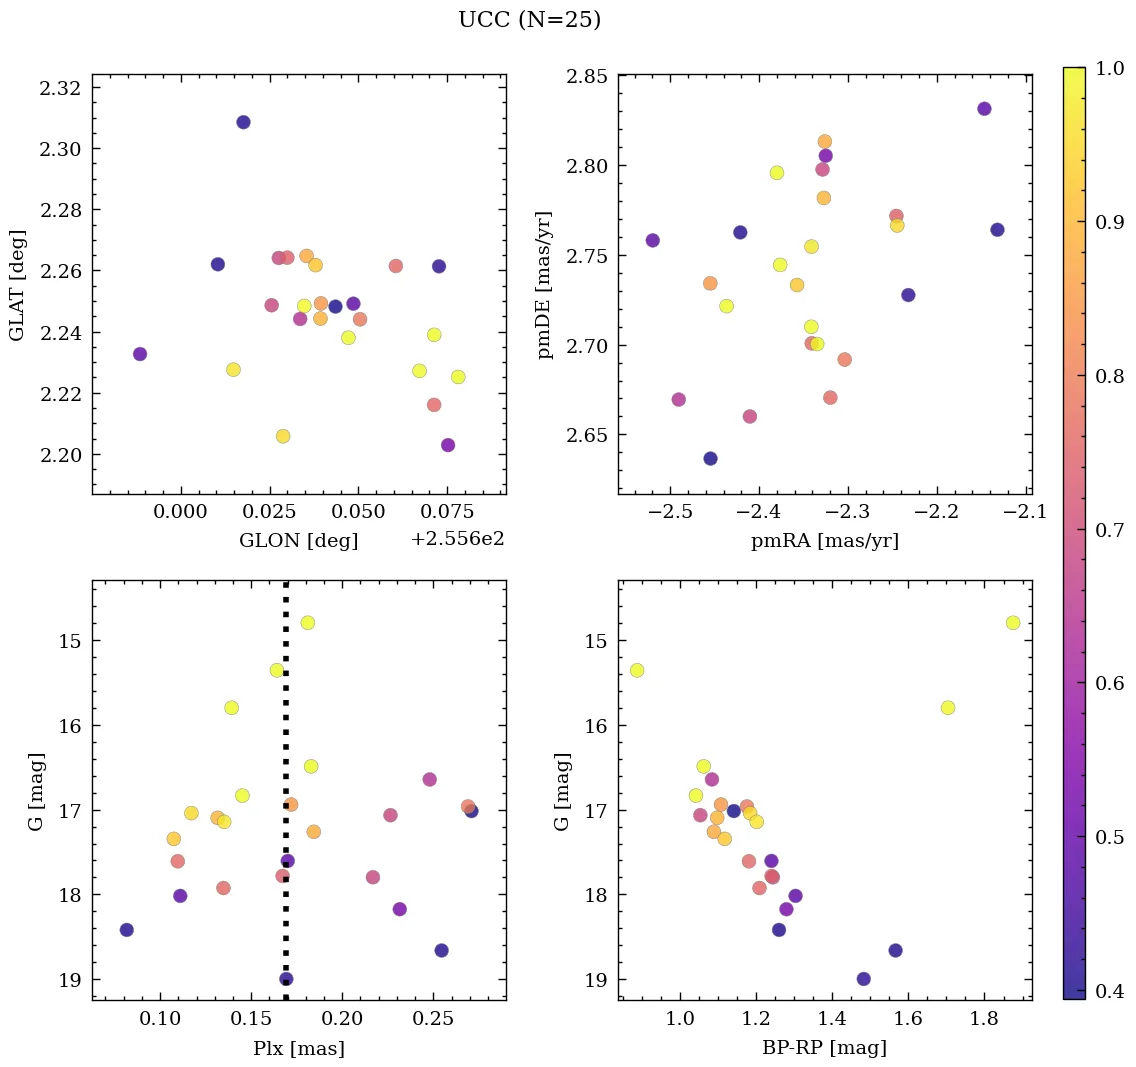 UCC (N=25)
2.32
2.30
2.28
2.26
2.24
2.22
2.20
GLAT [deg]
0.000 0.025 0.050 0.075
GLON [deg]
+2.556e2
2.85
2.80
2.75
2.70
2.65
pmDE [mas/yr]
−2.5 −2.4 −2.3 −2.2 −2.1
pmRA [mas/yr]
15
16
17
18
19
G [mag]
0.10 0.15 0.20 0.25
Plx [mas]
15
16
17
18
19
G [mag]
1.0 1.2 1.4 1.6 1.8
BP-RP [mag]
1.0
0.9
0.8
0.7
0.6
0.5
0.4